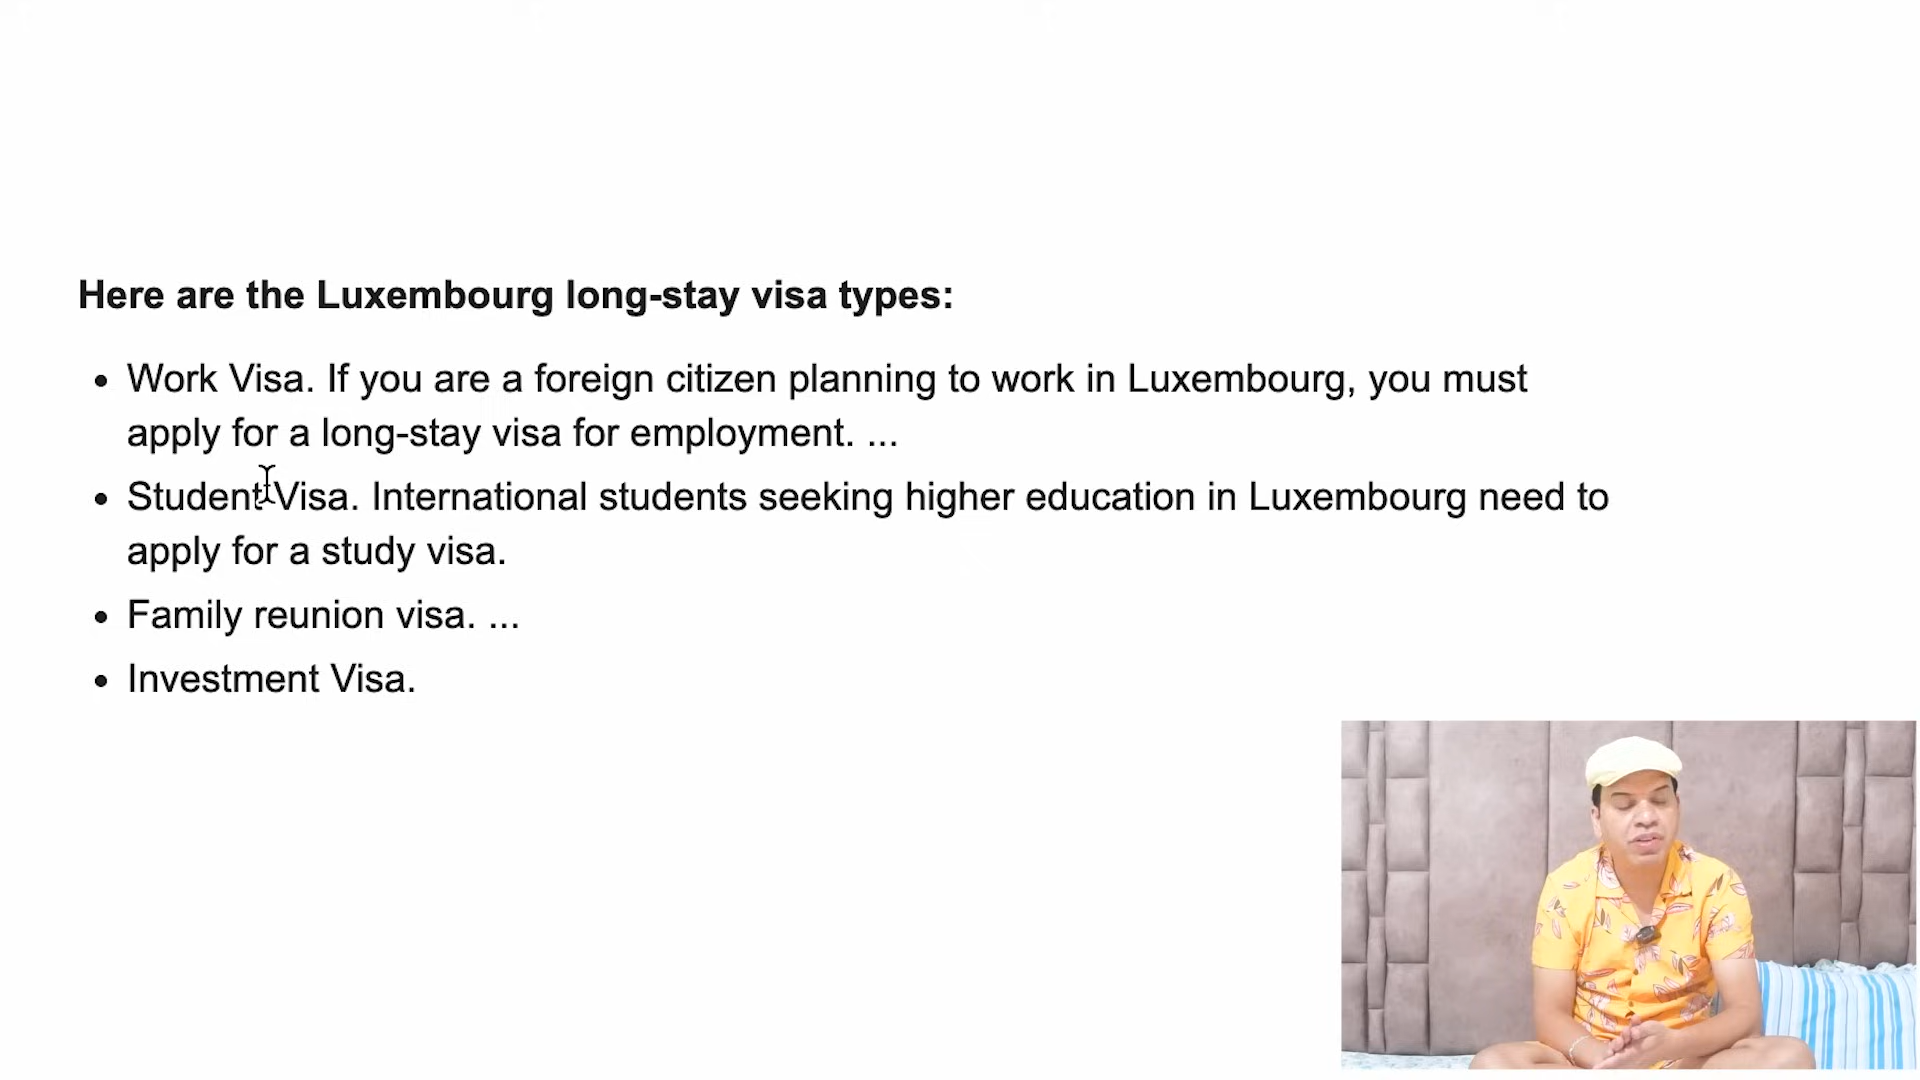 Here are the Luxembourg long-stay visa types:
• Work Visa. If you are a foreign citizen planning to work in Luxembourg, you must
apply for a long-stay visa for employment. ...
• Student Visa. International students seeking higher education in Luxembourg need to
apply for a study visa.
• Family reunion visa. ...
• Investment Visa.